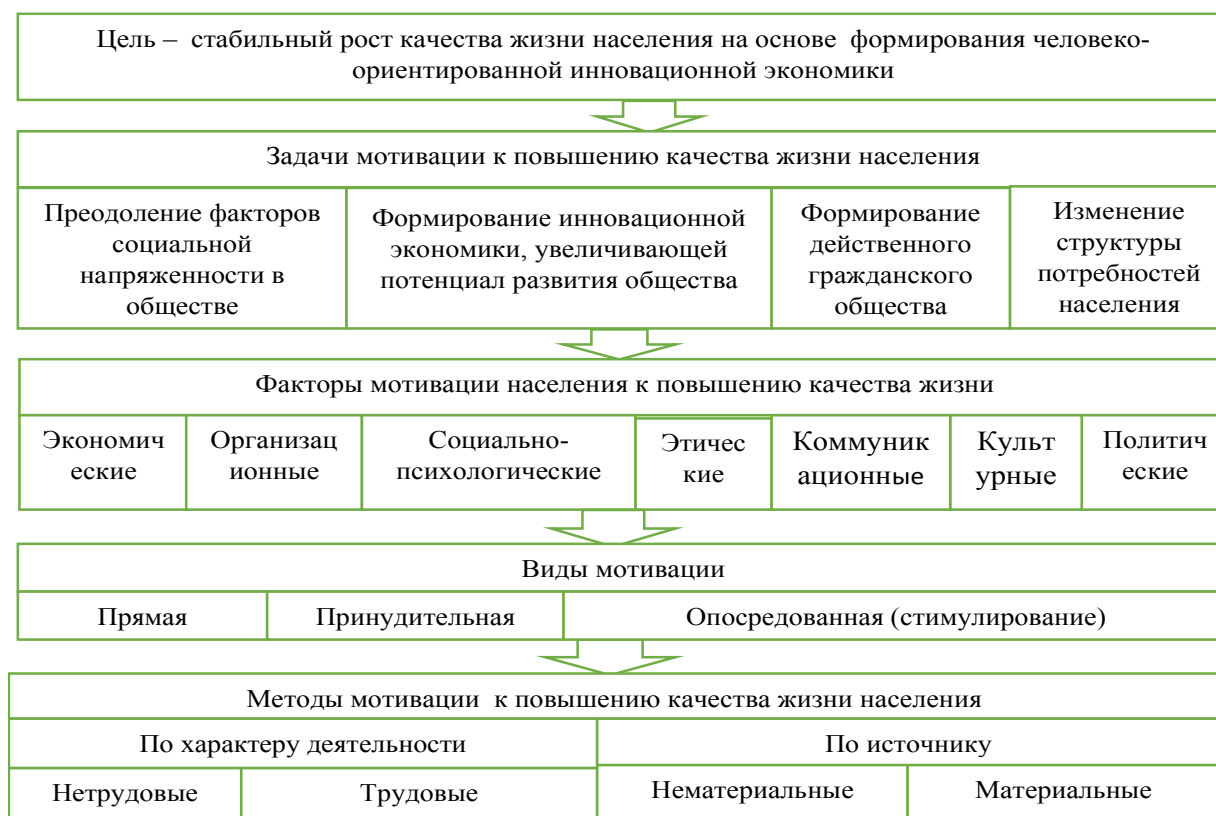 Цель – стабильный рост качества жизни населения на основе формирования человеко-
ориентированной инновационной экономики
Задачи мотивации к повышению качества жизни населения
Преодоление факторов
социальной
напряженности в
обществе
Формирование инновационной
экономики, увеличивающей
потенциал развития общества
Формирование
действенного
гражданского
общества
Изменение
структуры
потребностей
населения
Факторы мотивации населения к повышению качества жизни
Экономич
еские
Организац
ионные
Социально-
психологические
Этичес
кие
Коммуник
ационные
Культ
урные
Политич
еские
Виды мотивации
Прямая
Принудительная
Опосредованная (стимулирование)
Методы мотивации к повышению качества жизни населения
По характеру деятельности
По источнику
Нетрудовые
Трудовые
Нематериальные
Материальные